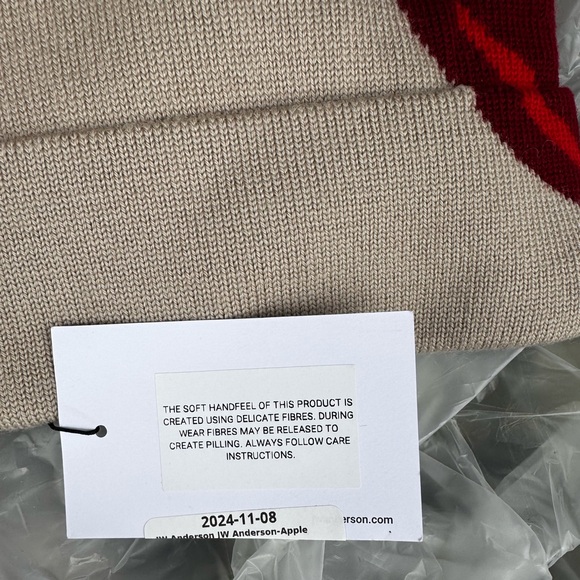 THE SOFT HANDFEEL OF THIS PRODUCT IS
CREATED USING DELICATE FIBRES. DURING
WEAR FIBRES MAY BE RELEASED TO
CREATE PILLING. ALWAYS FOLLOW CARE
INSTRUCTIONS.
2024-11-08
erson.com
JW Anderson JW Anderson-Apple